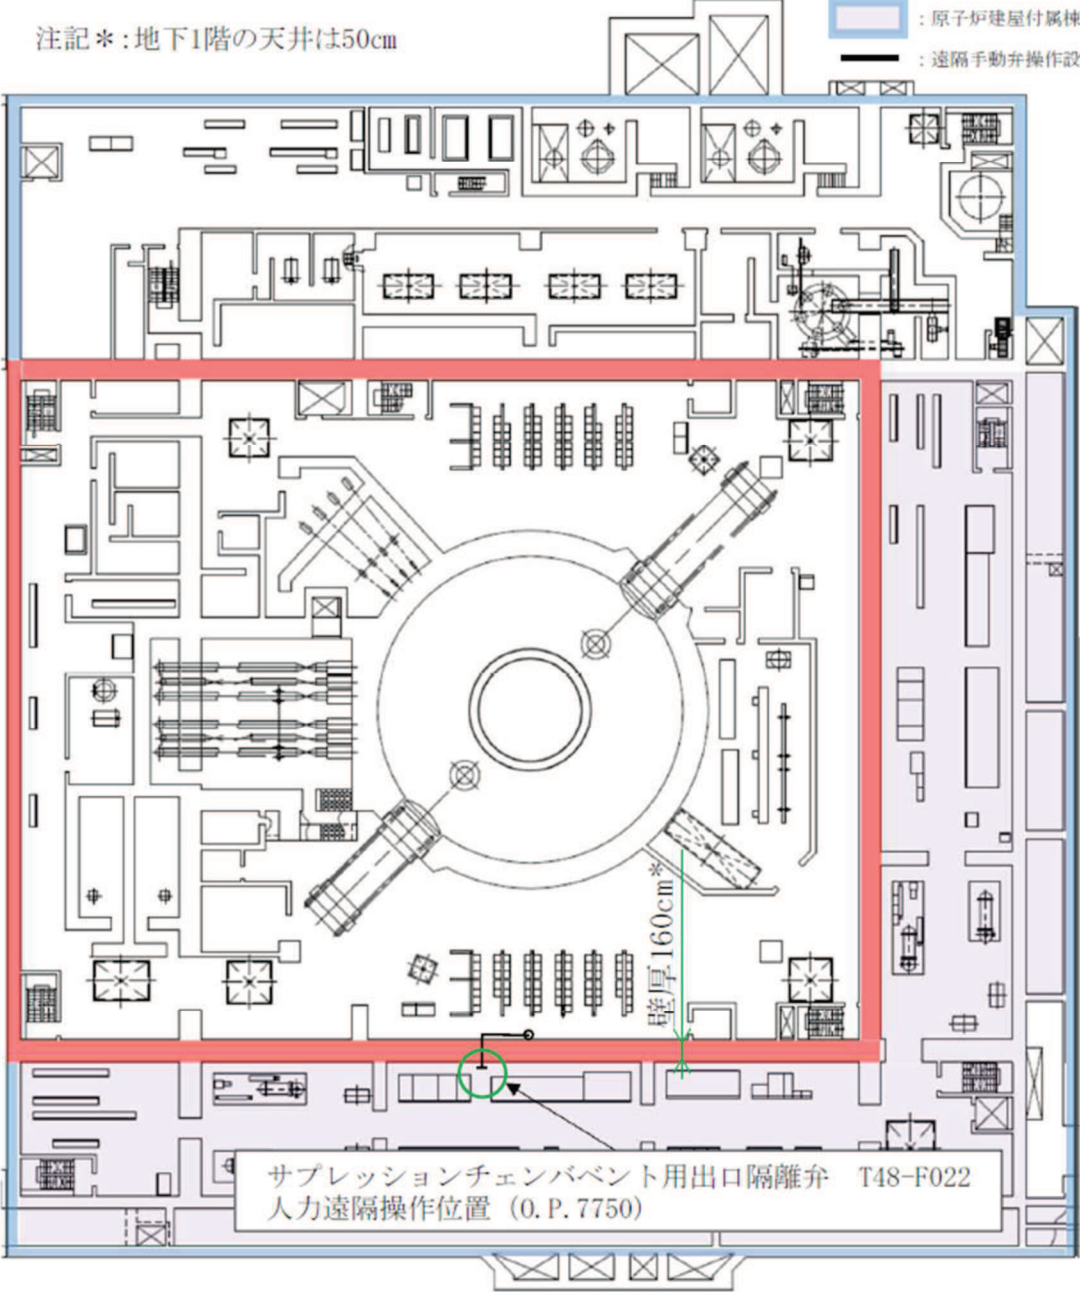 注記＊:地下1階の天井は50cm
：原子炉建屋付属棟
：遠隔手動弁操作設
壁厚160cm*
サプレッションチェンバベント用出口隔離弁　T48-F022
人力遠隔操作位置（O.P.7750）